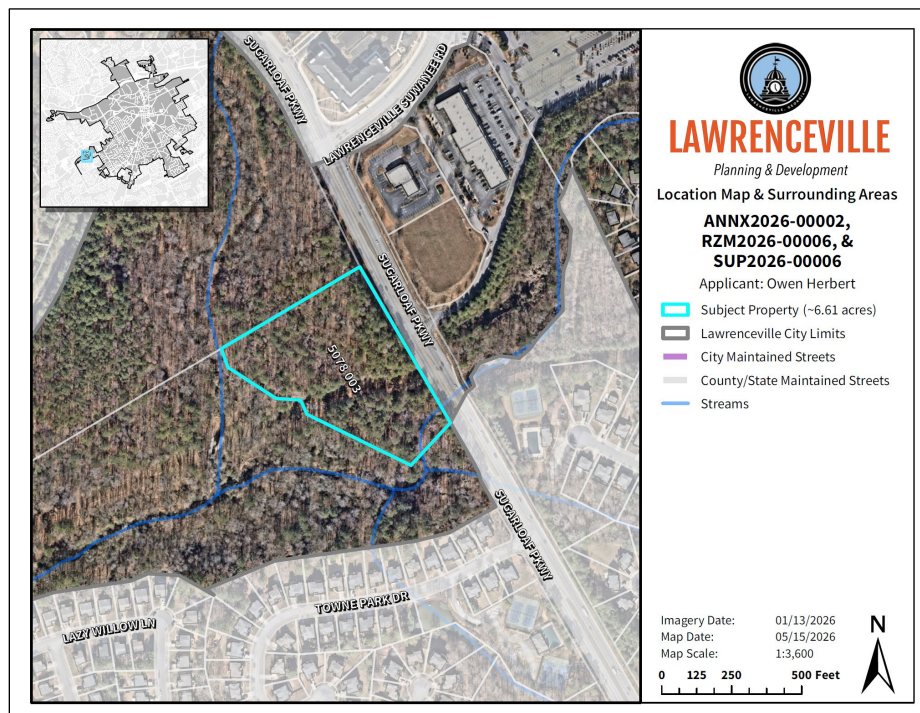 SUGARLOAF PKWY
LAWRENCEVILLE SUWANEE RD
SUGARLOAF PKWY
5078 003
SUGARLOAF PKWY
TOWNE PARK DR
LAZY WILLOW LN
LAWRENCEVILLE
Planning & Development
Location Map & Surrounding Areas
ANNX2026-00002,
RZM2026-00006, &
SUP2026-00006
Applicant: Owen Herbert
Subject Property (~6.61 acres)
Lawrenceville City Limits
City Maintained Streets
County/State Maintained Streets
Streams
Imagery Date: 01/13/2026
Map Date: 05/15/2026
Map Scale: 1:3,600
0 125 250 500 Feet
N